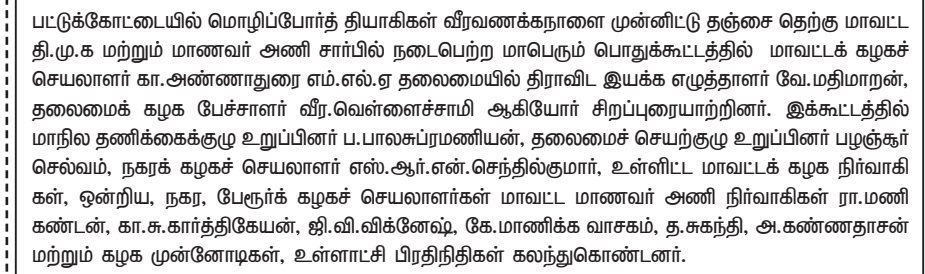 பட்டுக்கோட்டையில் மொழிப்போர்த் தியாகிகள் வீரவணக்கநாளை முன்னிட்டு தஞ்சை தெற்கு மாவட்ட
தி.மு.க மற்றும் மாணவர் அணி சார்பில் நடைபெற்ற மாபெரும் பொதுக்கூட்டத்தில் மாவட்டக் கழகச்
செயலாளர் கா.அண்ணாதுரை எம்.எல்.ஏ தலைமையில் திராவிட இயக்க எழுத்தாளர் வே.மதிமாறன்,
தலைமைக் கழக பேச்சாளர் வீர.வெள்ளைச்சாமி ஆகியோர் சிறப்புரையாற்றினர். இக்கூட்டத்தில்
மாநில தணிக்கைக்குழு உறுப்பினர் ப.பாலசுப்ரமணியன், தலைமைச் செயற்குழு உறுப்பினர் பழஞ்சூர்
செல்வம், நகரக் கழகச் செயலாளர் எஸ்.ஆர்.என்.செந்தில்குமார், உள்ளிட்ட மாவட்டக் கழக நிர்வாகி
கள், ஒன்றிய, நகர, பேரூர்க் கழகச் செயலாளர்கள் மாவட்ட மாணவர் அணி நிர்வாகிகள் ரா.மணி
கண்டன், கா.சு.கார்த்திகேயன், ஜி.வி.விக்னேஷ், கே.மாணிக்க வாசகம், த.சுகந்தி, அ.கண்ணதாசன்
மற்றும் கழக முன்னோடிகள், உள்ளாட்சி பிரதிநிதிகள் கலந்துகொண்டனர்.